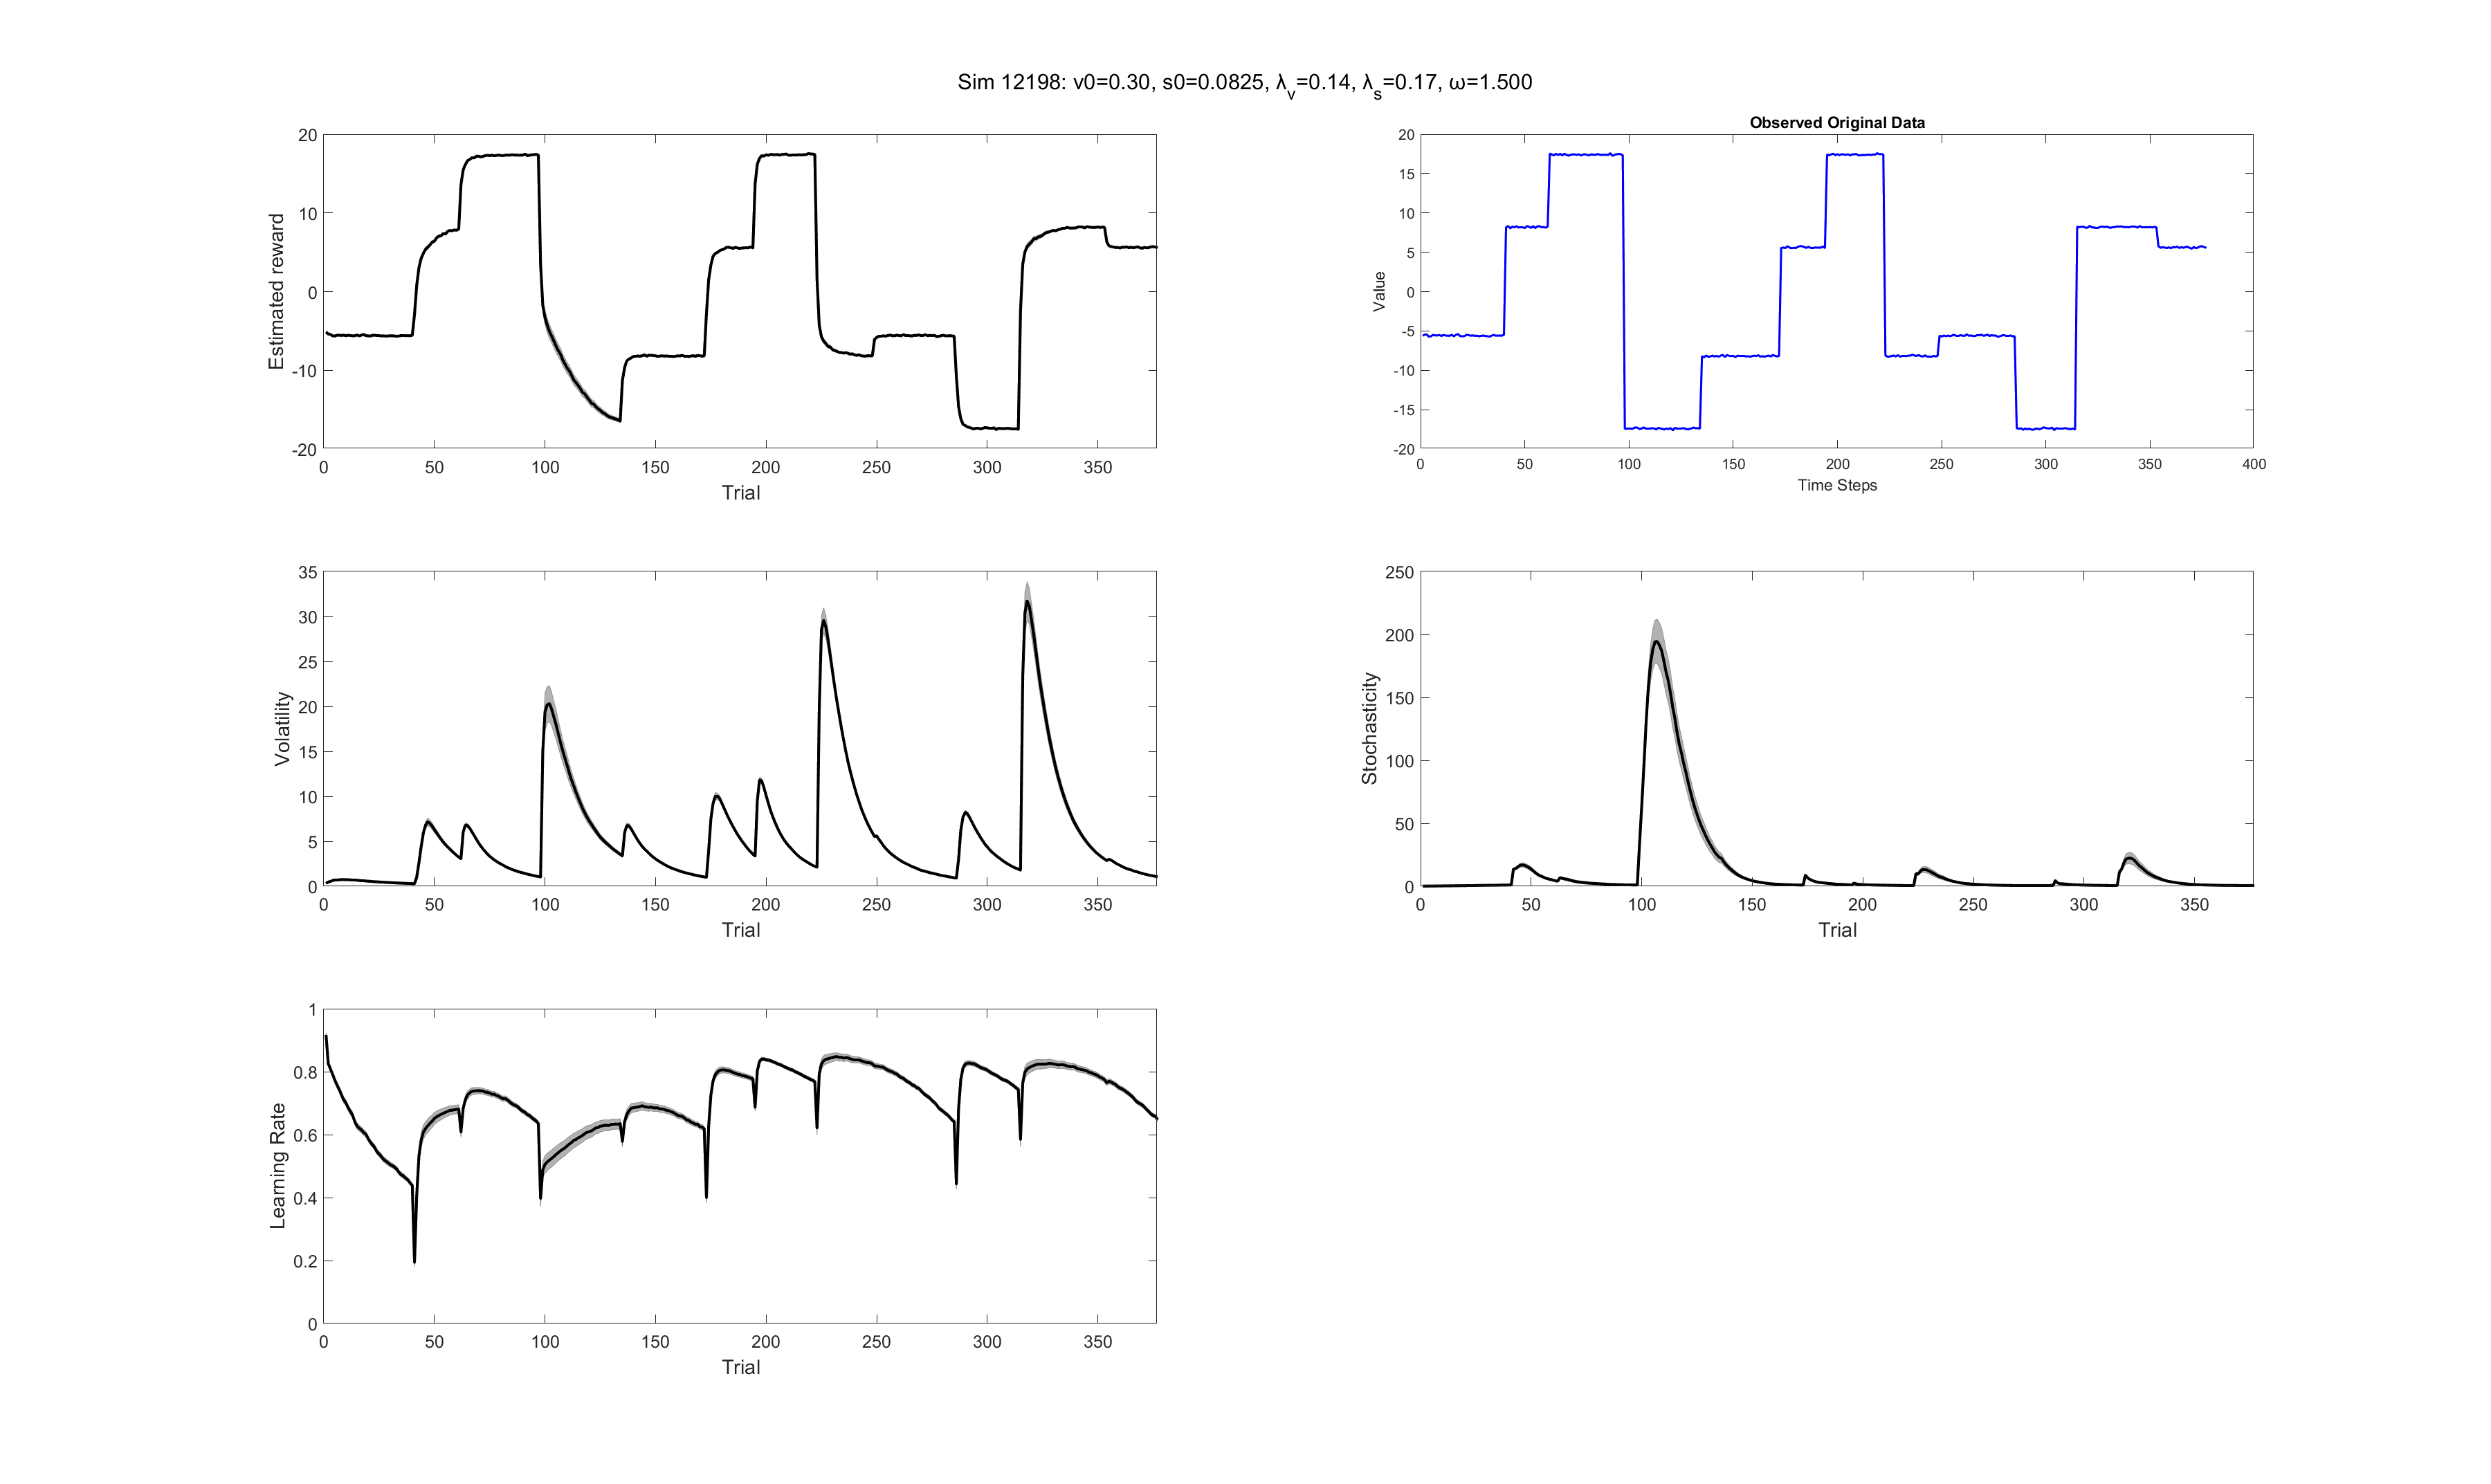 Sim 12198: v0=0.30, s0=0.0825, λv=0.14, λs=0.17, ω=1.500
20
10
0
-10
-20
Estimated reward
0 50 100 150 200 250 300 350
Trial
Observed Original Data
20
15
10
5
0
-5
-10
-15
-20
Value
0 50 100 150 200 250 300 350 400
Time Steps
35
30
25
20
15
10
5
0
Volatility
0 50 100 150 200 250 300 350
Trial
250
200
150
100
50
0
Stochasticity
0 50 100 150 200 250 300 350
Trial
1
0.8
0.6
0.4
0.2
0
Learning Rate
0 50 100 150 200 250 300 350
Trial